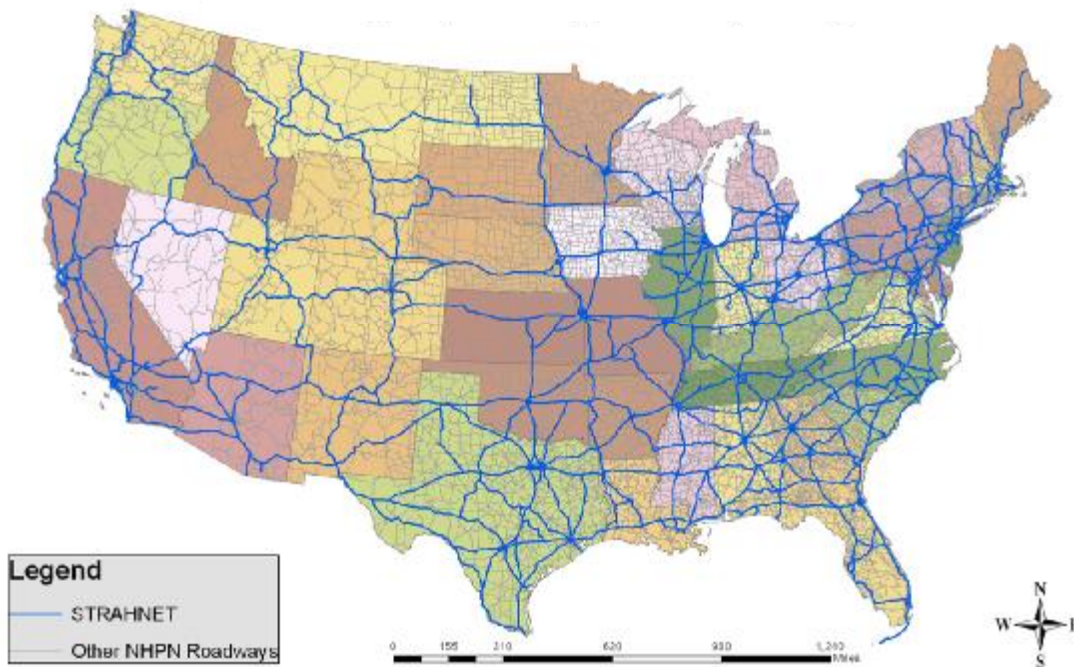 Legend
STRAHNET
Other NHPN Roadways
0 155 310 620 930 1,240
Miles
N
W E
S